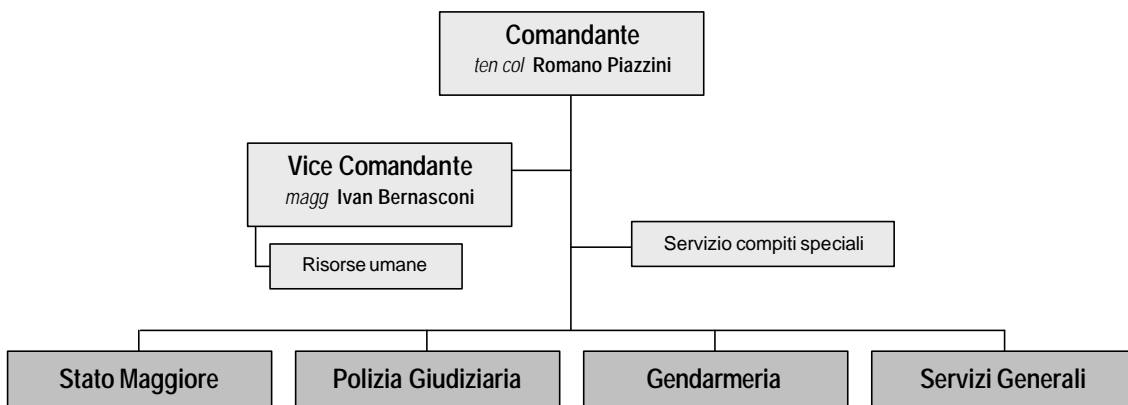 Comandante
ten col Romano Piazzini
Vice Comandante
magg Ivan Bernasconi
Servizio compiti speciali
Risorse umane
Stato Maggiore
Polizia Giudiziaria
Gendarmeria
Servizi Generali